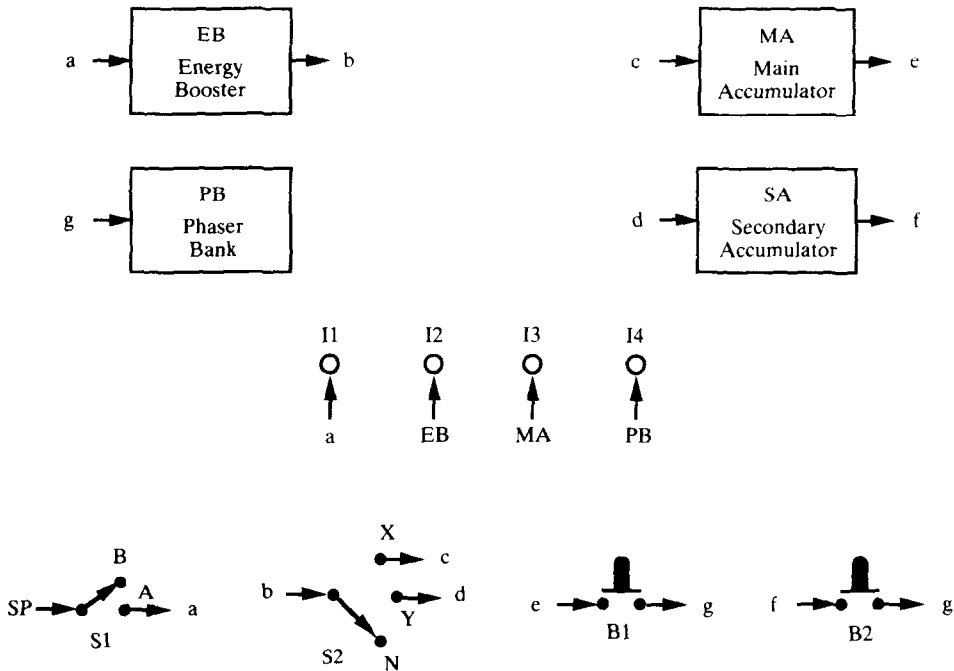 EB
MA
a
Energy
Booster
b
c
Main
Accumulator
e
PB
SA
g
Phaser
Bank
d
Secondary
Accumulator
f
I1 I2 I3 I4
a EB MA PB
X
c
B
A
SP
a
S1
b
d
Y
S2
N
e
g
B1
f
g
B2